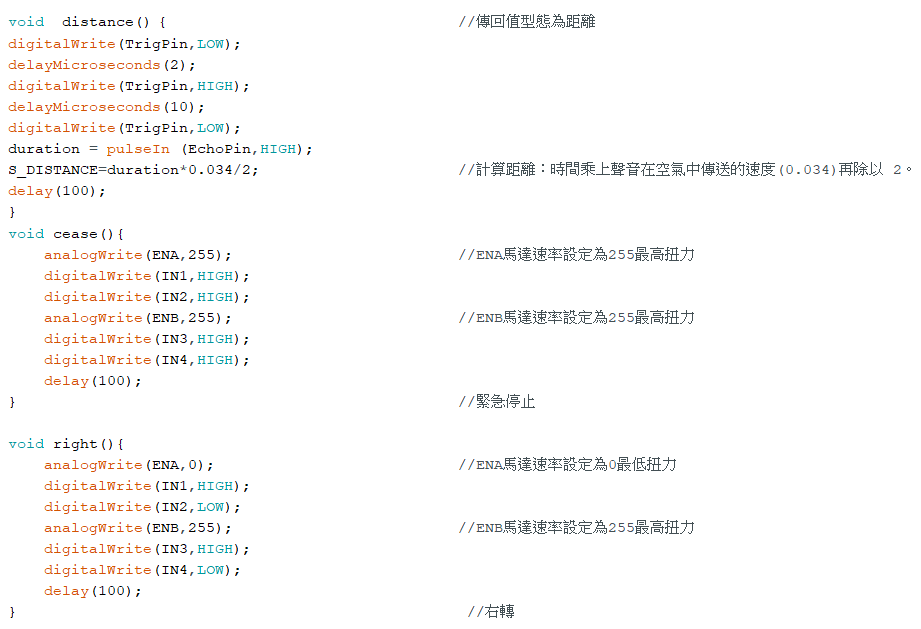 void  distance() { //傳回值型態為距離
digitalWrite(TrigPin,LOW);
delayMicroseconds(2);
digitalWrite(TrigPin,HIGH);
delayMicroseconds(10);
digitalWrite(TrigPin,LOW);
duration = pulseIn (EchoPin,HIGH);
S_DISTANCE=duration*0.034/2; //計算距離：時間乘上聲音在空氣中傳送的速度(0.034)再除以 2。
delay(100);
}
void cease(){
analogWrite(ENA,255); //ENA馬達速率設定為255最高扭力
digitalWrite(IN1,HIGH);
digitalWrite(IN2,HIGH);
analogWrite(ENB,255); //ENB馬達速率設定為255最高扭力
digitalWrite(IN3,HIGH);
digitalWrite(IN4,HIGH);
delay(100);
} //緊急停止
void right(){
analogWrite(ENA,0); //ENA馬達速率設定為0最低扭力
digitalWrite(IN1,HIGH);
digitalWrite(IN2,LOW);
analogWrite(ENB,255); //ENB馬達速率設定為255最高扭力
digitalWrite(IN3,HIGH);
digitalWrite(IN4,LOW);
delay(100);
} //右轉